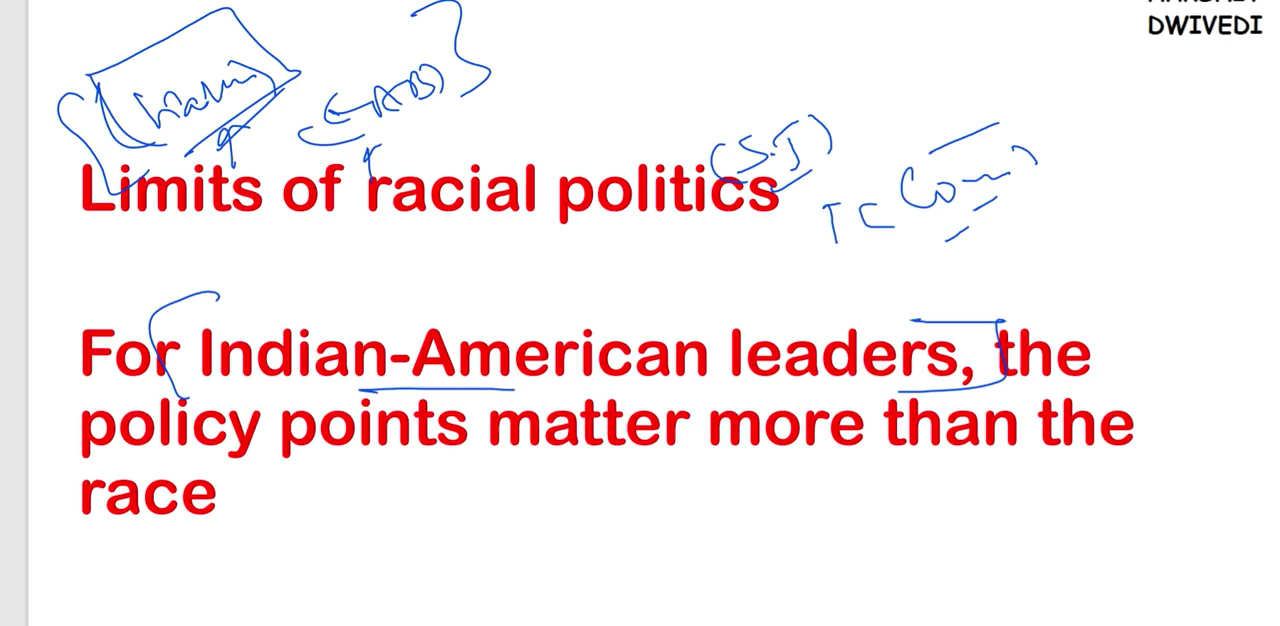 DWIVEDI
(S.J)
Limits of racial politics
For Indian-American leaders, the
policy points matter more than the
race